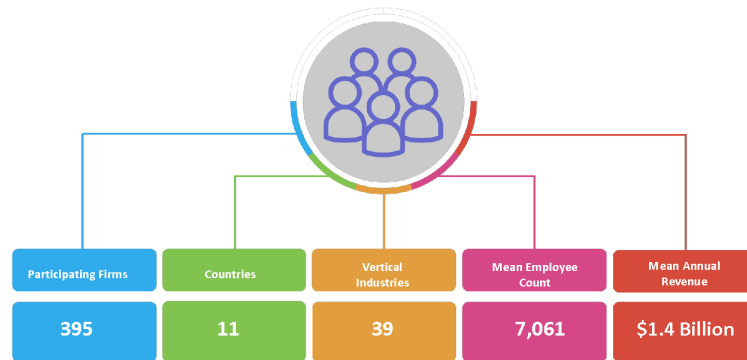 Participating Firms
Countries
Vertical
Industries
Mean Employee
Count
Mean Annual
Revenue
395
11
39
7,061
$1.4 Billion